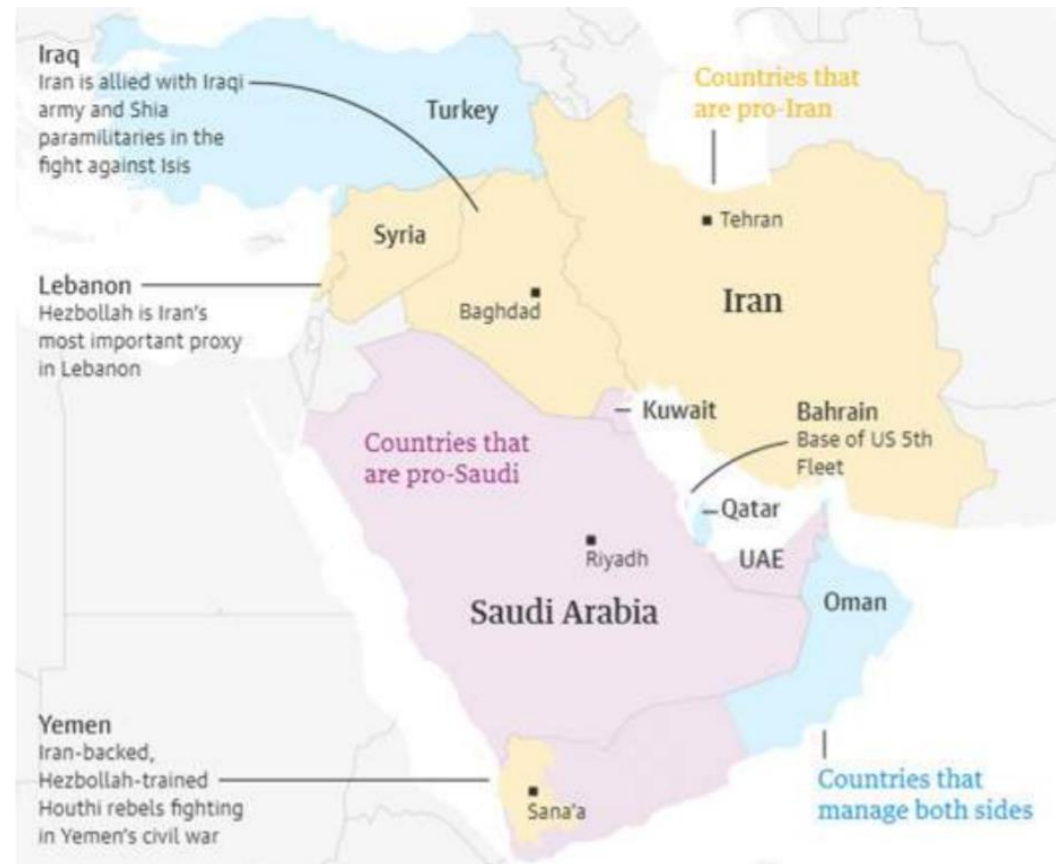 Iraq
Iran is allied with Iraqi
army and Shia
paramilitaries in the
fight against Isis
Turkey
Countries that
are pro-Iran
Tehran
Syria
Lebanon
Hezbollah is Iran's
most important proxy
in Lebanon
Baghdad
Iran
Kuwait
Bahrain
Base of US 5th
Fleet
Countries that
are pro-Saudi
Qatar
Riyadh
UAE
Saudi Arabia
Oman
Yemen
Iran-backed,
Hezbollah-trained
Houthi rebels fighting
in Yemen's civil war
Sana'a
Countries that
manage both sides